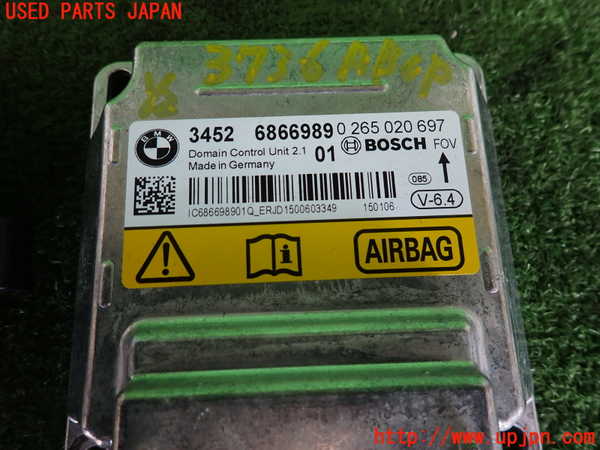 USED PARTS JAPAN
3736 ABCP
BMW
3452 6866989 0 265 020 697
Domain Control Unit 2.1 01 BOSCH FOV
Made in Germany
085
V-6.4
IC686698901Q_ERJD1500603349 150106
AIRBAG
http://www.upjpn.com/